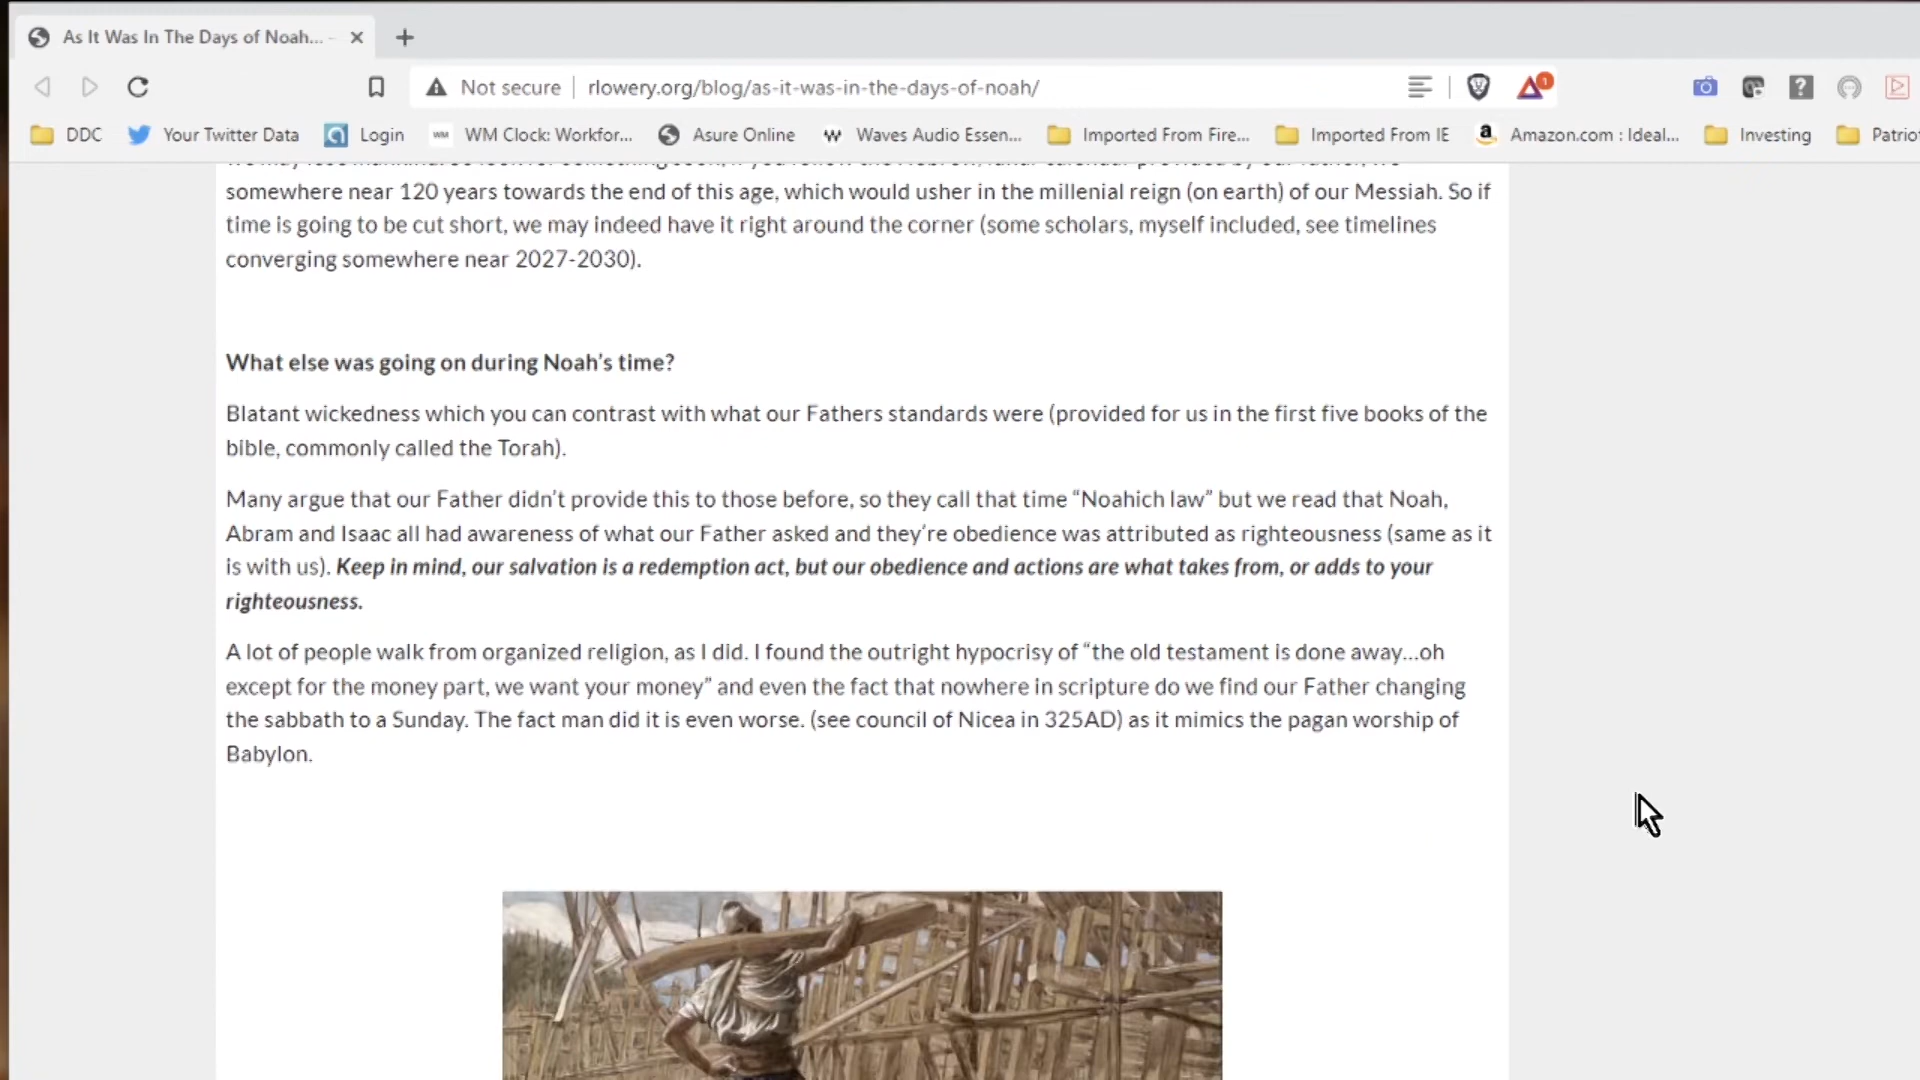 As It Was In The Days of Noah...
Not secure
rlowery.org/blog/as-it-was-in-the-days-of-noah/
1
DDC
Your Twitter Data
Login
WM Clock: Workfor...
Asure Online
Waves Audio Essen...
Imported From Fire...
Imported From IE
Amazon.com : Ideal...
Investing
somewhere near 120 years towards the end of this age, which would usher in the millenial reign (on earth) of our Messiah. So if
time is going to be cut short, we may indeed have it right around the corner (some scholars, myself included, see timelines
converging somewhere near 2027-2030).
What else was going on during Noah's time?
Blatant wickedness which you can contrast with what our Fathers standards were (provided for us in the first five books of the
bible, commonly called the Torah).
Many argue that our Father didn't provide this to those before, so they call that time “Noahich law” but we read that Noah,
Abram and Isaac all had awareness of what our Father asked and they're obedience was attributed as righteousness (same as it
is with us). Keep in mind, our salvation is a redemption act, but our obedience and actions are what takes from, or adds to your
righteousness.
A lot of people walk from organized religion, as I did. I found the outright hypocrisy of “the old testament is done away…oh
except for the money part, we want your money” and even the fact that nowhere in scripture do we find our Father changing
the sabbath to a Sunday. The fact man did it is even worse. (see council of Nicea in 325AD) as it mimics the pagan worship of
Babylon.